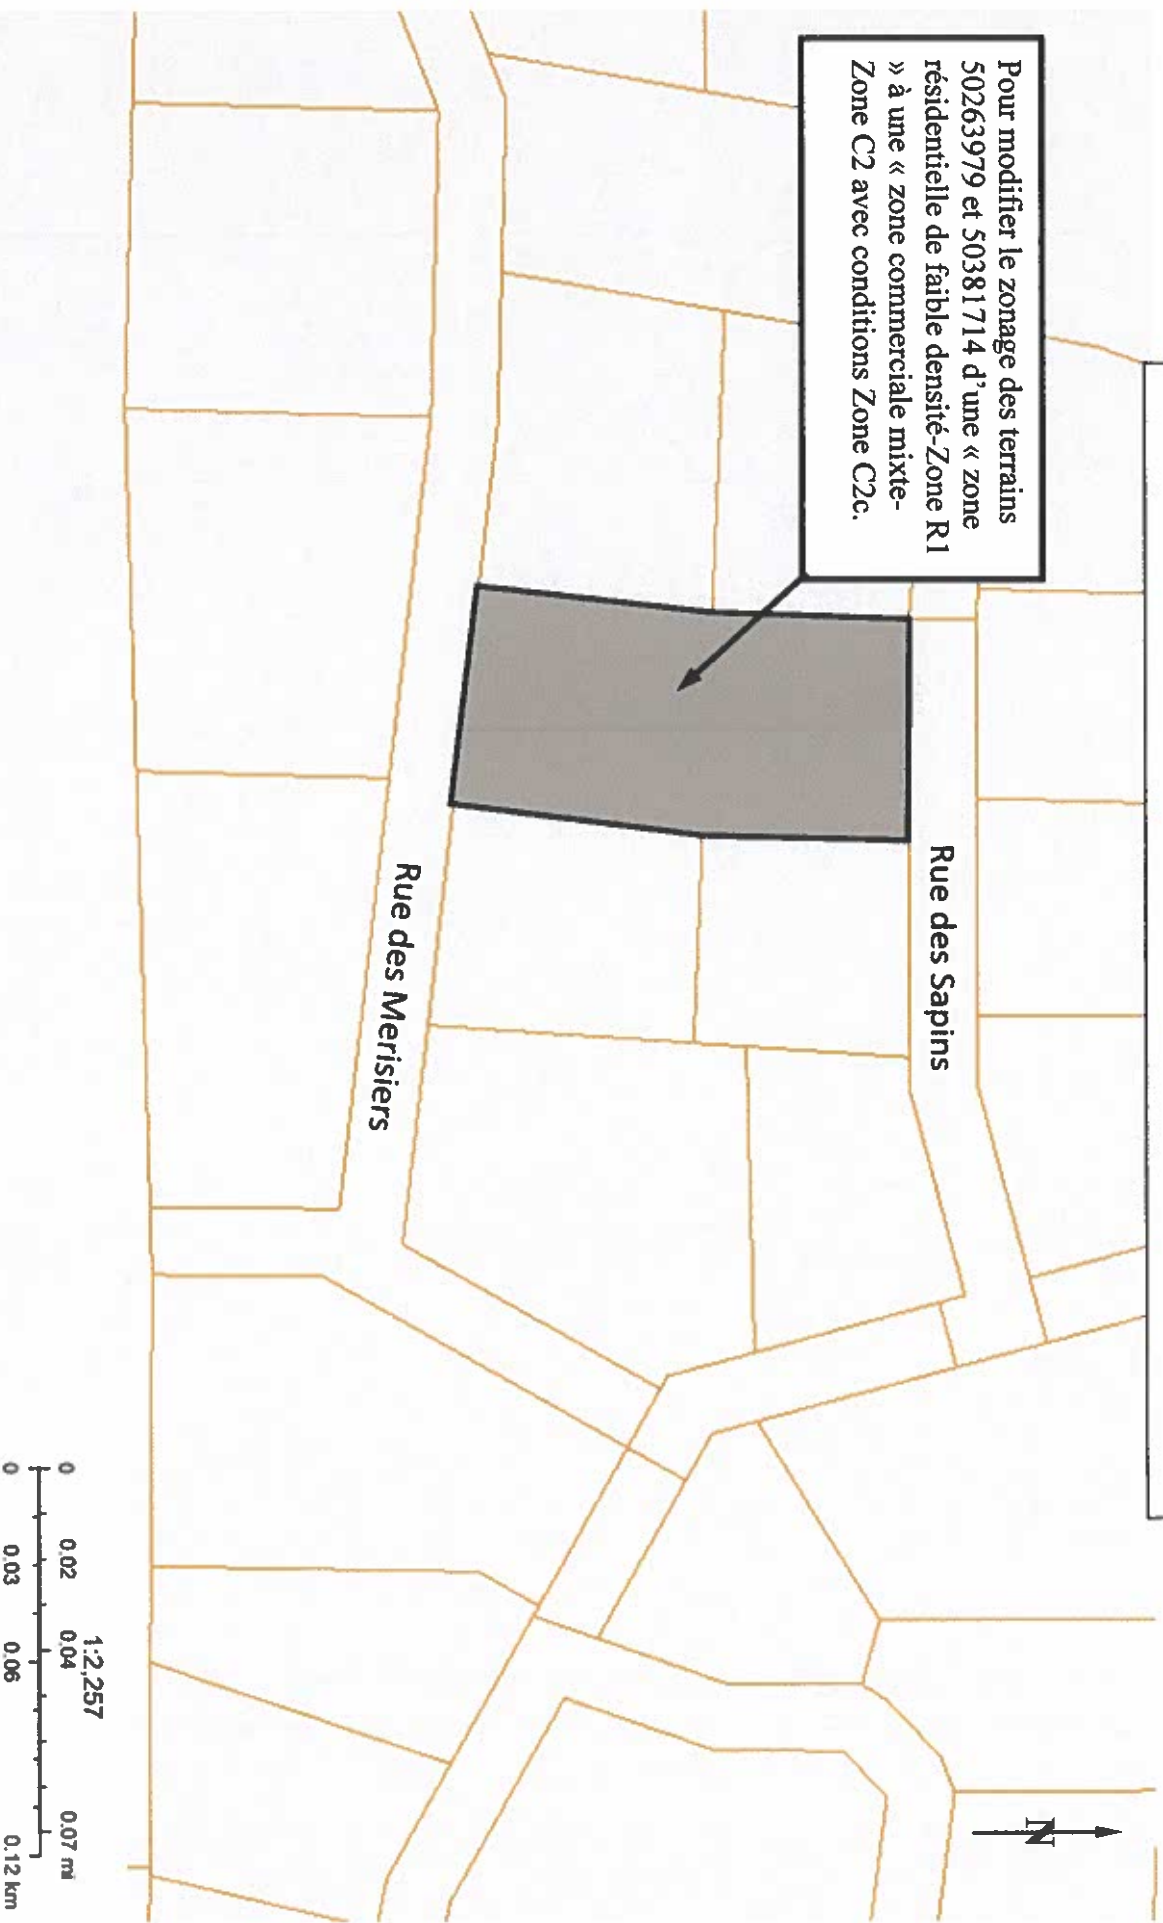 Pour modifier le zonage des terrains
50263979 et 50381714 d'une « zone
résidentielle de faible densité-Zone R1
» à une « zone commerciale mixte-
Zone C2 avec conditions Zone C2c.
Rue des Sapins
Rue des Merisiers
N
1:2,257
0 0.02 0.04 0.07 mi
0 0.03 0.06 0.12 km